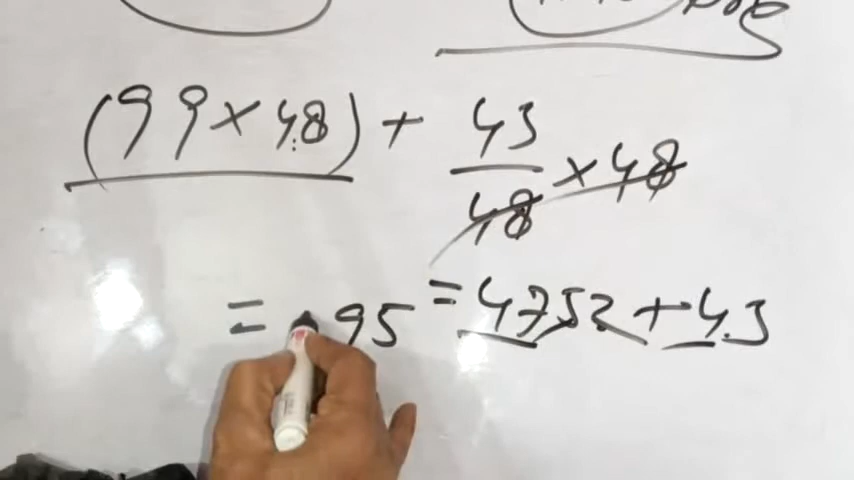 (99 × 48) + 43/48 × 48
= 95 = 4752 + 43